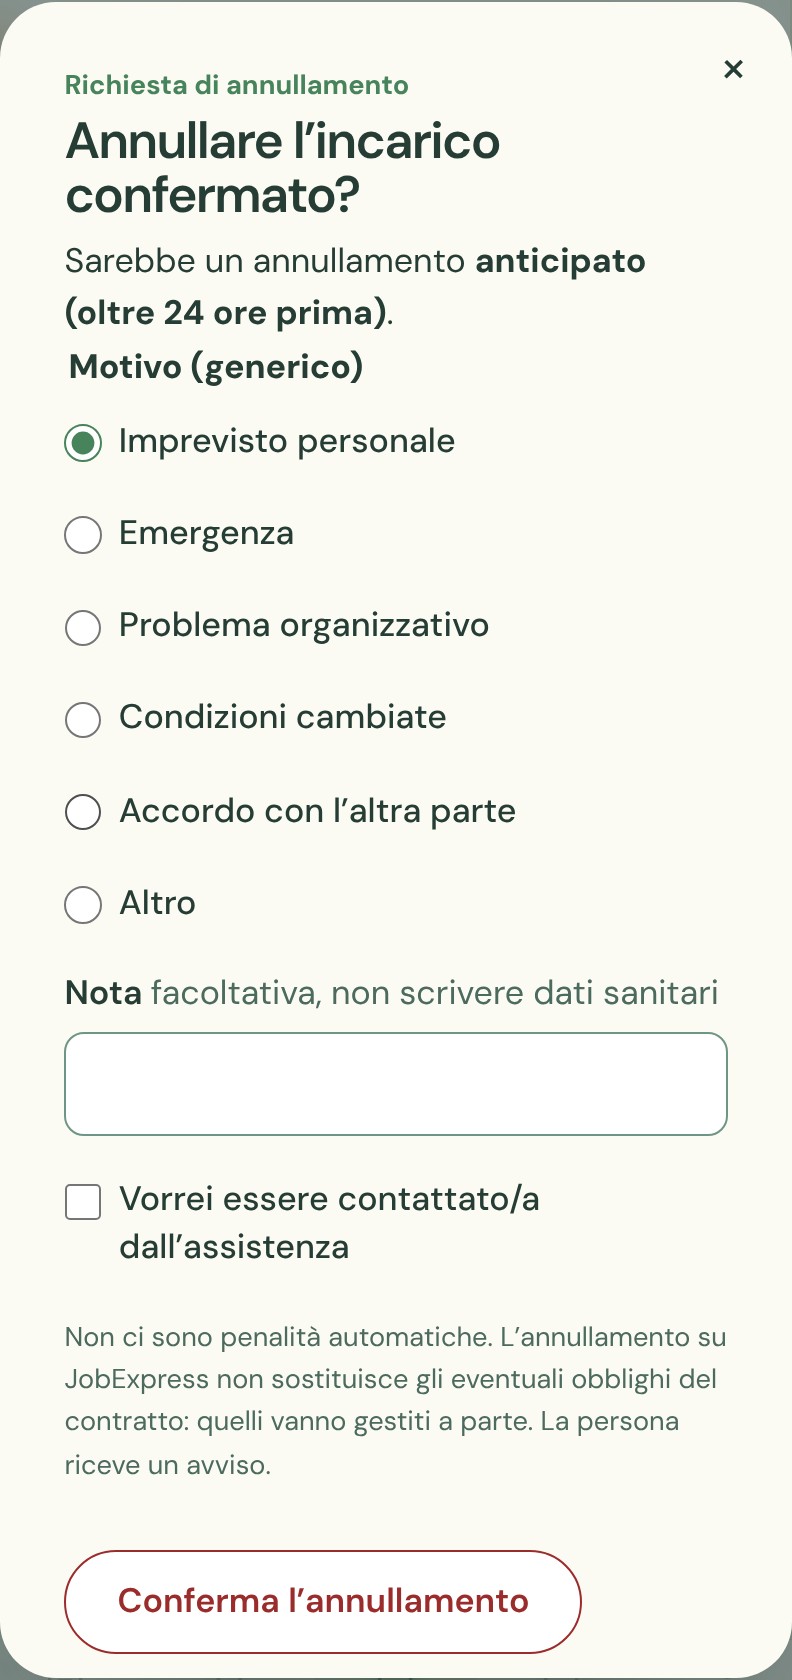 Richiesta di annullamento
×
Annullare l’incarico
confermato?
Sarebbe un annullamento anticipato
(oltre 24 ore prima).
Motivo (generico)
Imprevisto personale
Emergenza
Problema organizzativo
Condizioni cambiate
Accordo con l’altra parte
Altro
Nota facoltativa, non scrivere dati sanitari
Vorrei essere contattato/a
dall’assistenza
Non ci sono penalità automatiche. L’annullamento su
JobExpress non sostituisce gli eventuali obblighi del
contratto: quelli vanno gestiti a parte. La persona
riceve un avviso.
Conferma l’annullamento